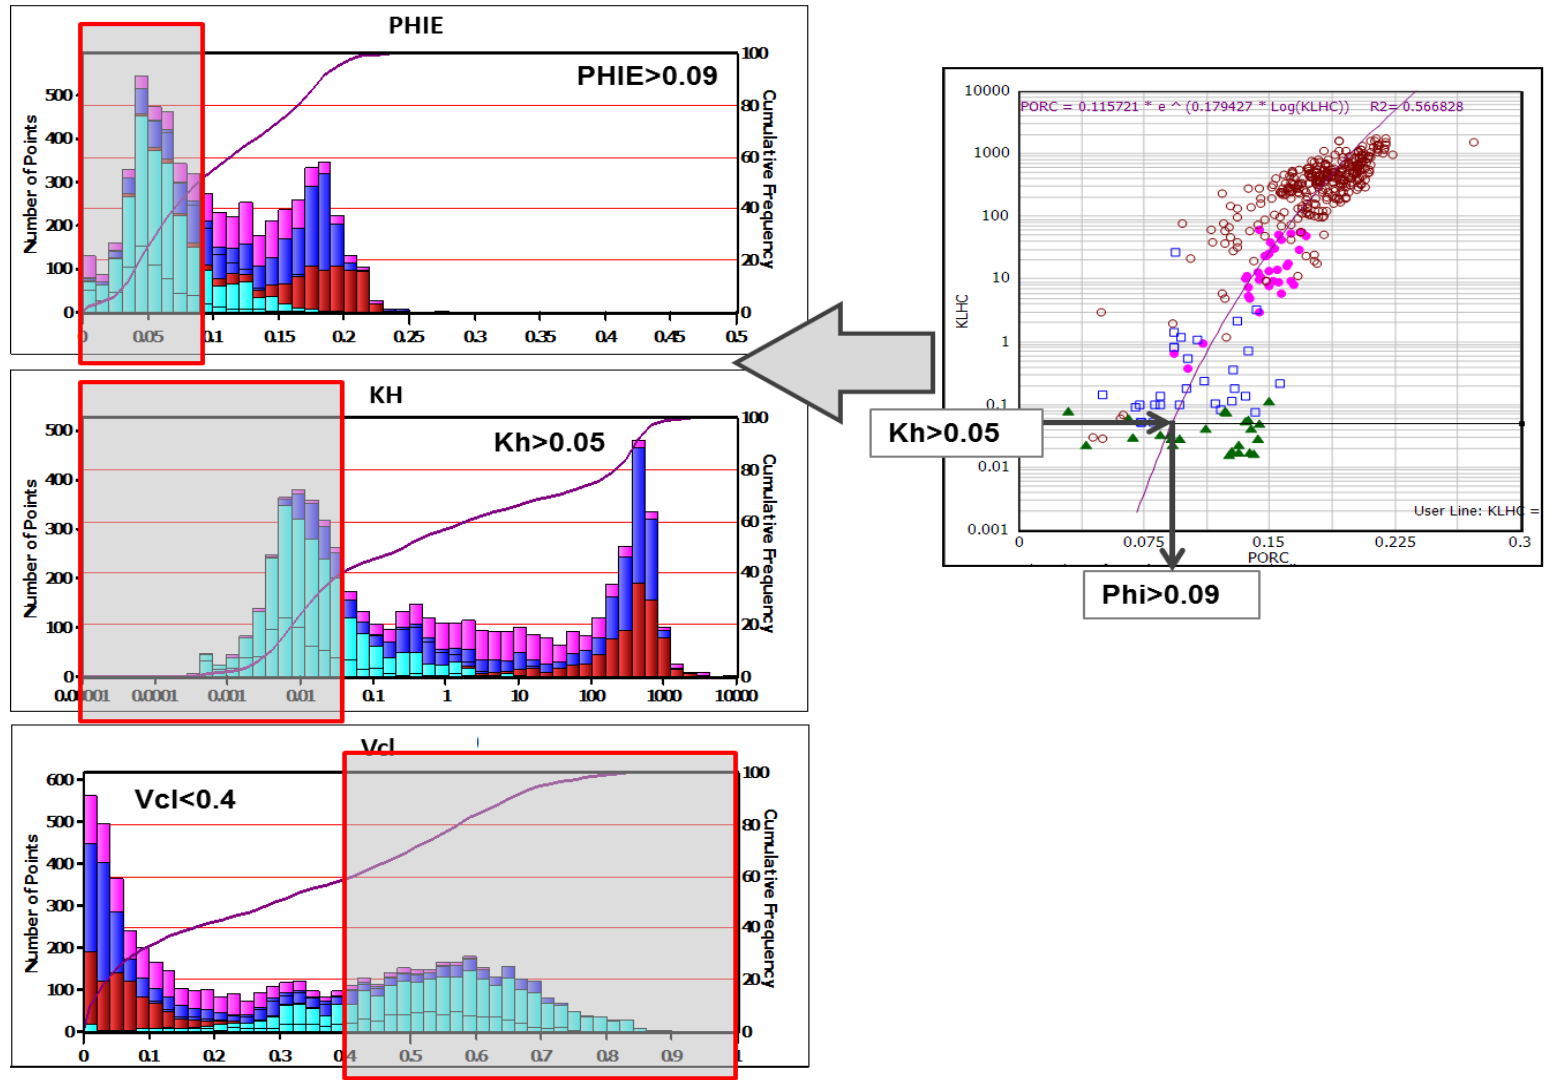 PHIE
PHIE>0.09
Number of Points
500
400
300
200
100
0
100
80
60
40
20
0
Cumulative Frequency
0 0.05 0.1 0.15 0.2 0.25 0.3 0.35 0.4 0.45 0.5
KH
Kh>0.05
Number of Points
500
400
300
200
100
0
100
80
60
40
20
0
Cumulative Frequency
0.00001 0.0001 0.001 0.01 0.1 1 10 100 1000 10000
Vcl
Vcl<0.4
Number of Points
600
500
400
300
200
100
0
100
80
60
40
20
0
Cumulative Frequency
0 0.1 0.2 0.3 0.4 0.5 0.6 0.7 0.8 0.9 1
PORC = 0.115721 * e ^ (0.179427 * Log(KLHC)) R2= 0.566828
KLHC
10000
1000
100
10
1
0.1
0.01
0.001
User Line: KLHC =
0 0.075 0.15 0.225 0.3
PORC
Kh>0.05
Phi>0.09